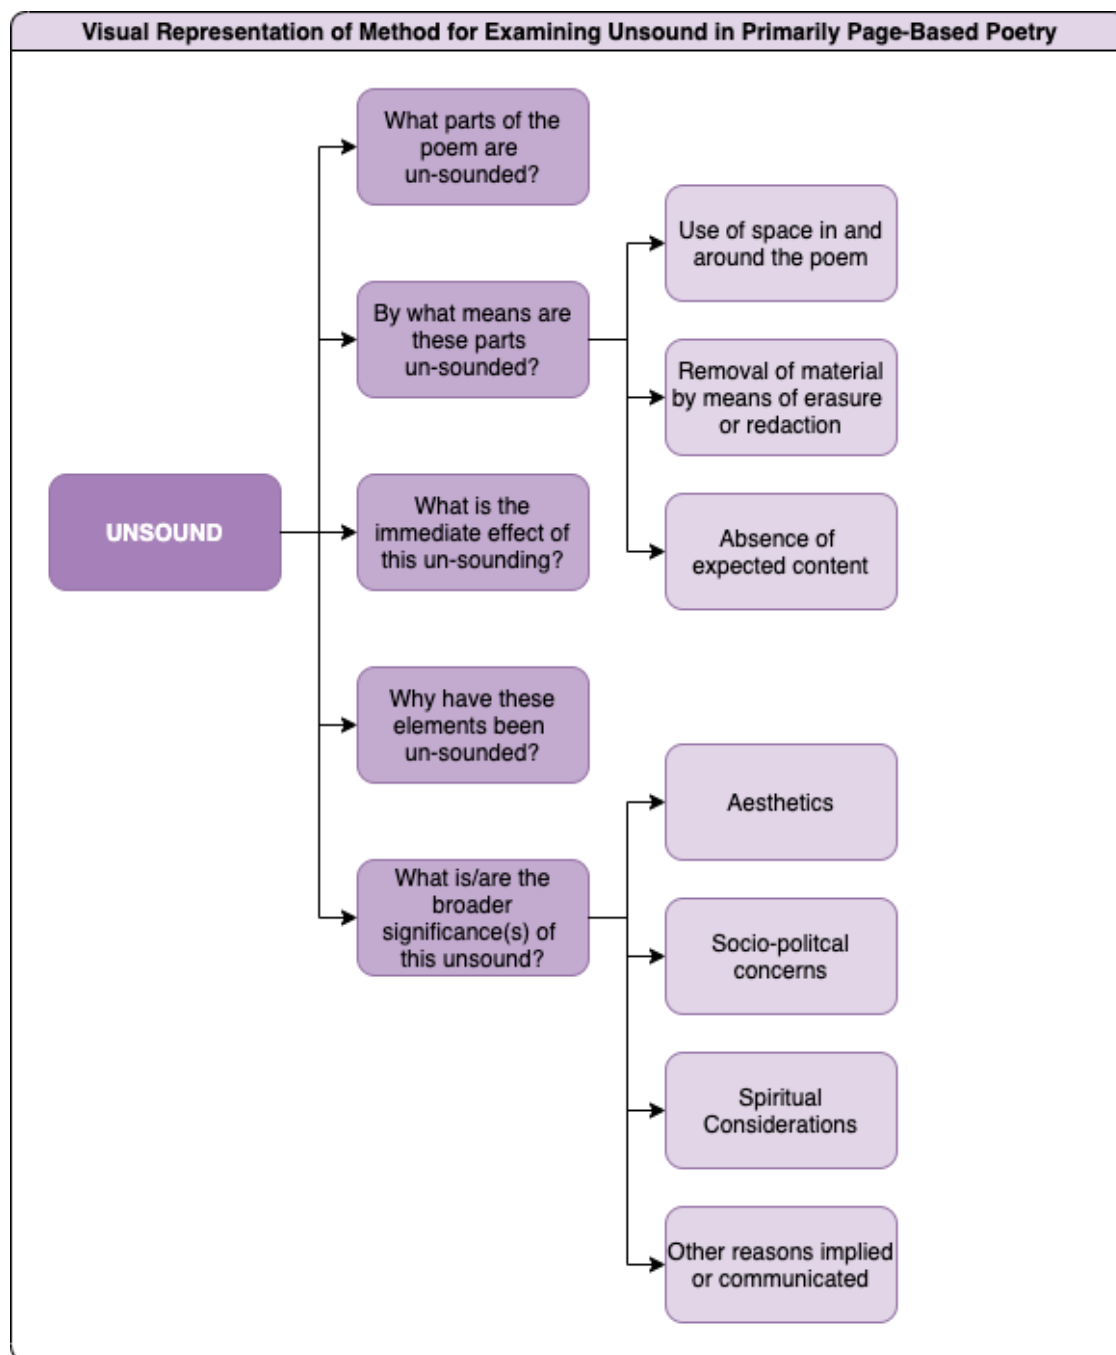 Visual Representation of Method for Examining Unsound in Primarily Page-Based Poetry
What parts of the
poem are
un-sounded?
Use of space in and
around the poem
By what means are
these parts
un-sounded?
Removal of material
by means of erasure
or redaction
UNSOUND
What is the
immediate effect of
this un-sounding?
Absence of
expected content
Why have these
elements been
un-sounded?
Aesthetics
What is/are the
broader
significance(s) of
this unsound?
Socio-politcal
concerns
Spiritual
Considerations
Other reasons implied
or communicated